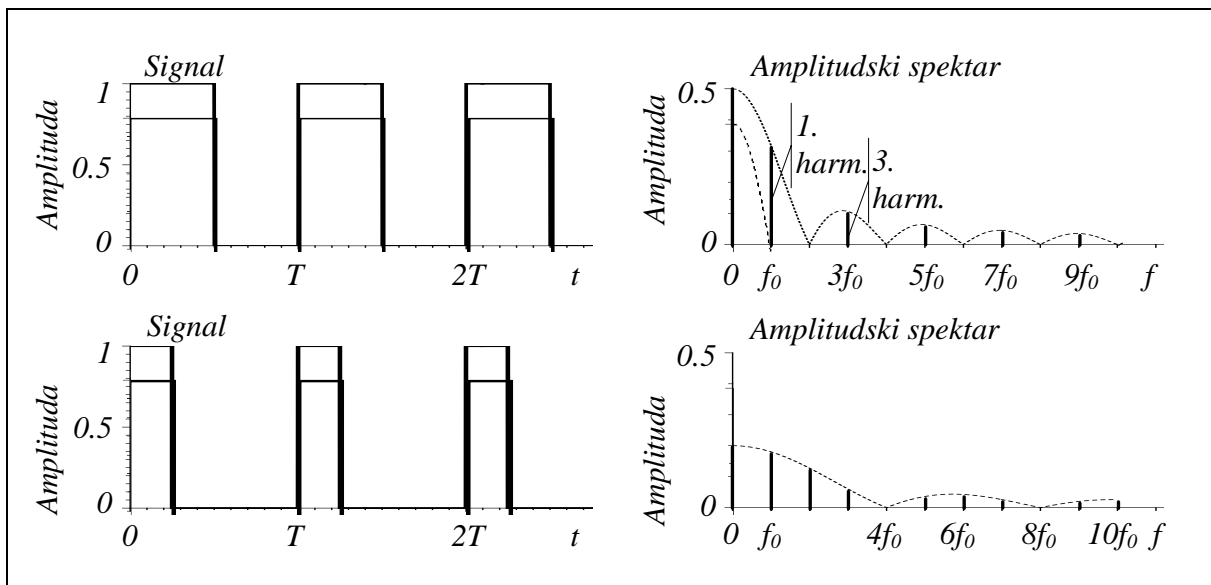 Signal
Amplituda
1
0.5
0
0 T 2T t
Amplitudski spektar
Amplituda
0.5
0
1.
harm.
3.
harm.
0 f₀ 3f₀ 5f₀ 7f₀ 9f₀ f
Signal
Amplituda
1
0.5
0
0 T 2T t
Amplitudski spektar
Amplituda
0.5
0
0 f₀ 4f₀ 6f₀ 8f₀ 10f₀ f